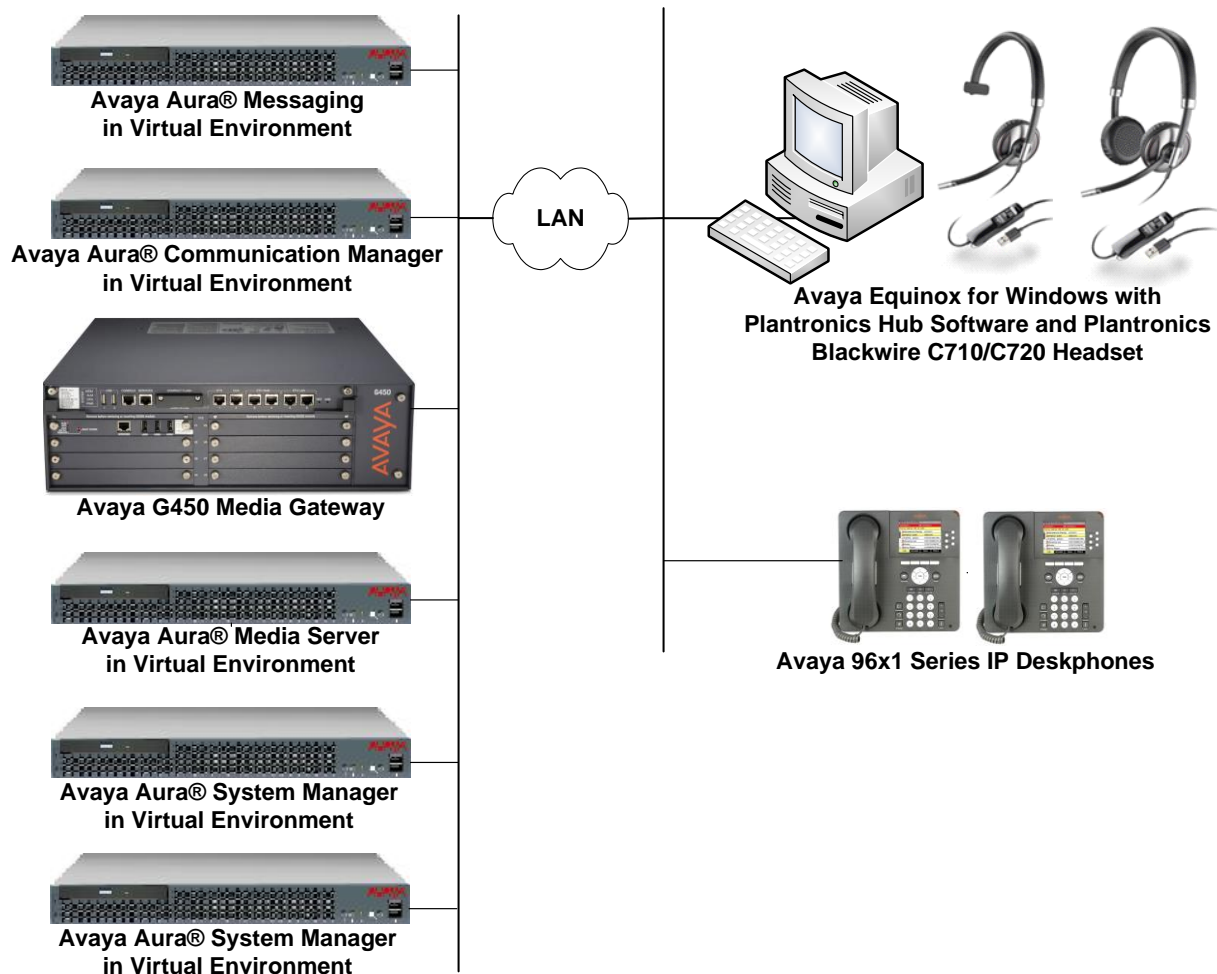 Avaya Aura® Messaging
in Virtual Environment
Avaya Aura® Communication Manager
in Virtual Environment
G450
AVAYA
Avaya G450 Media Gateway
Avaya Aura® Media Server
in Virtual Environment
Avaya Aura® System Manager
in Virtual Environment
Avaya Aura® System Manager
in Virtual Environment
LAN
Avaya Equinox for Windows with
Plantronics Hub Software and Plantronics
Blackwire C710/C720 Headset
Avaya 96x1 Series IP Deskphones